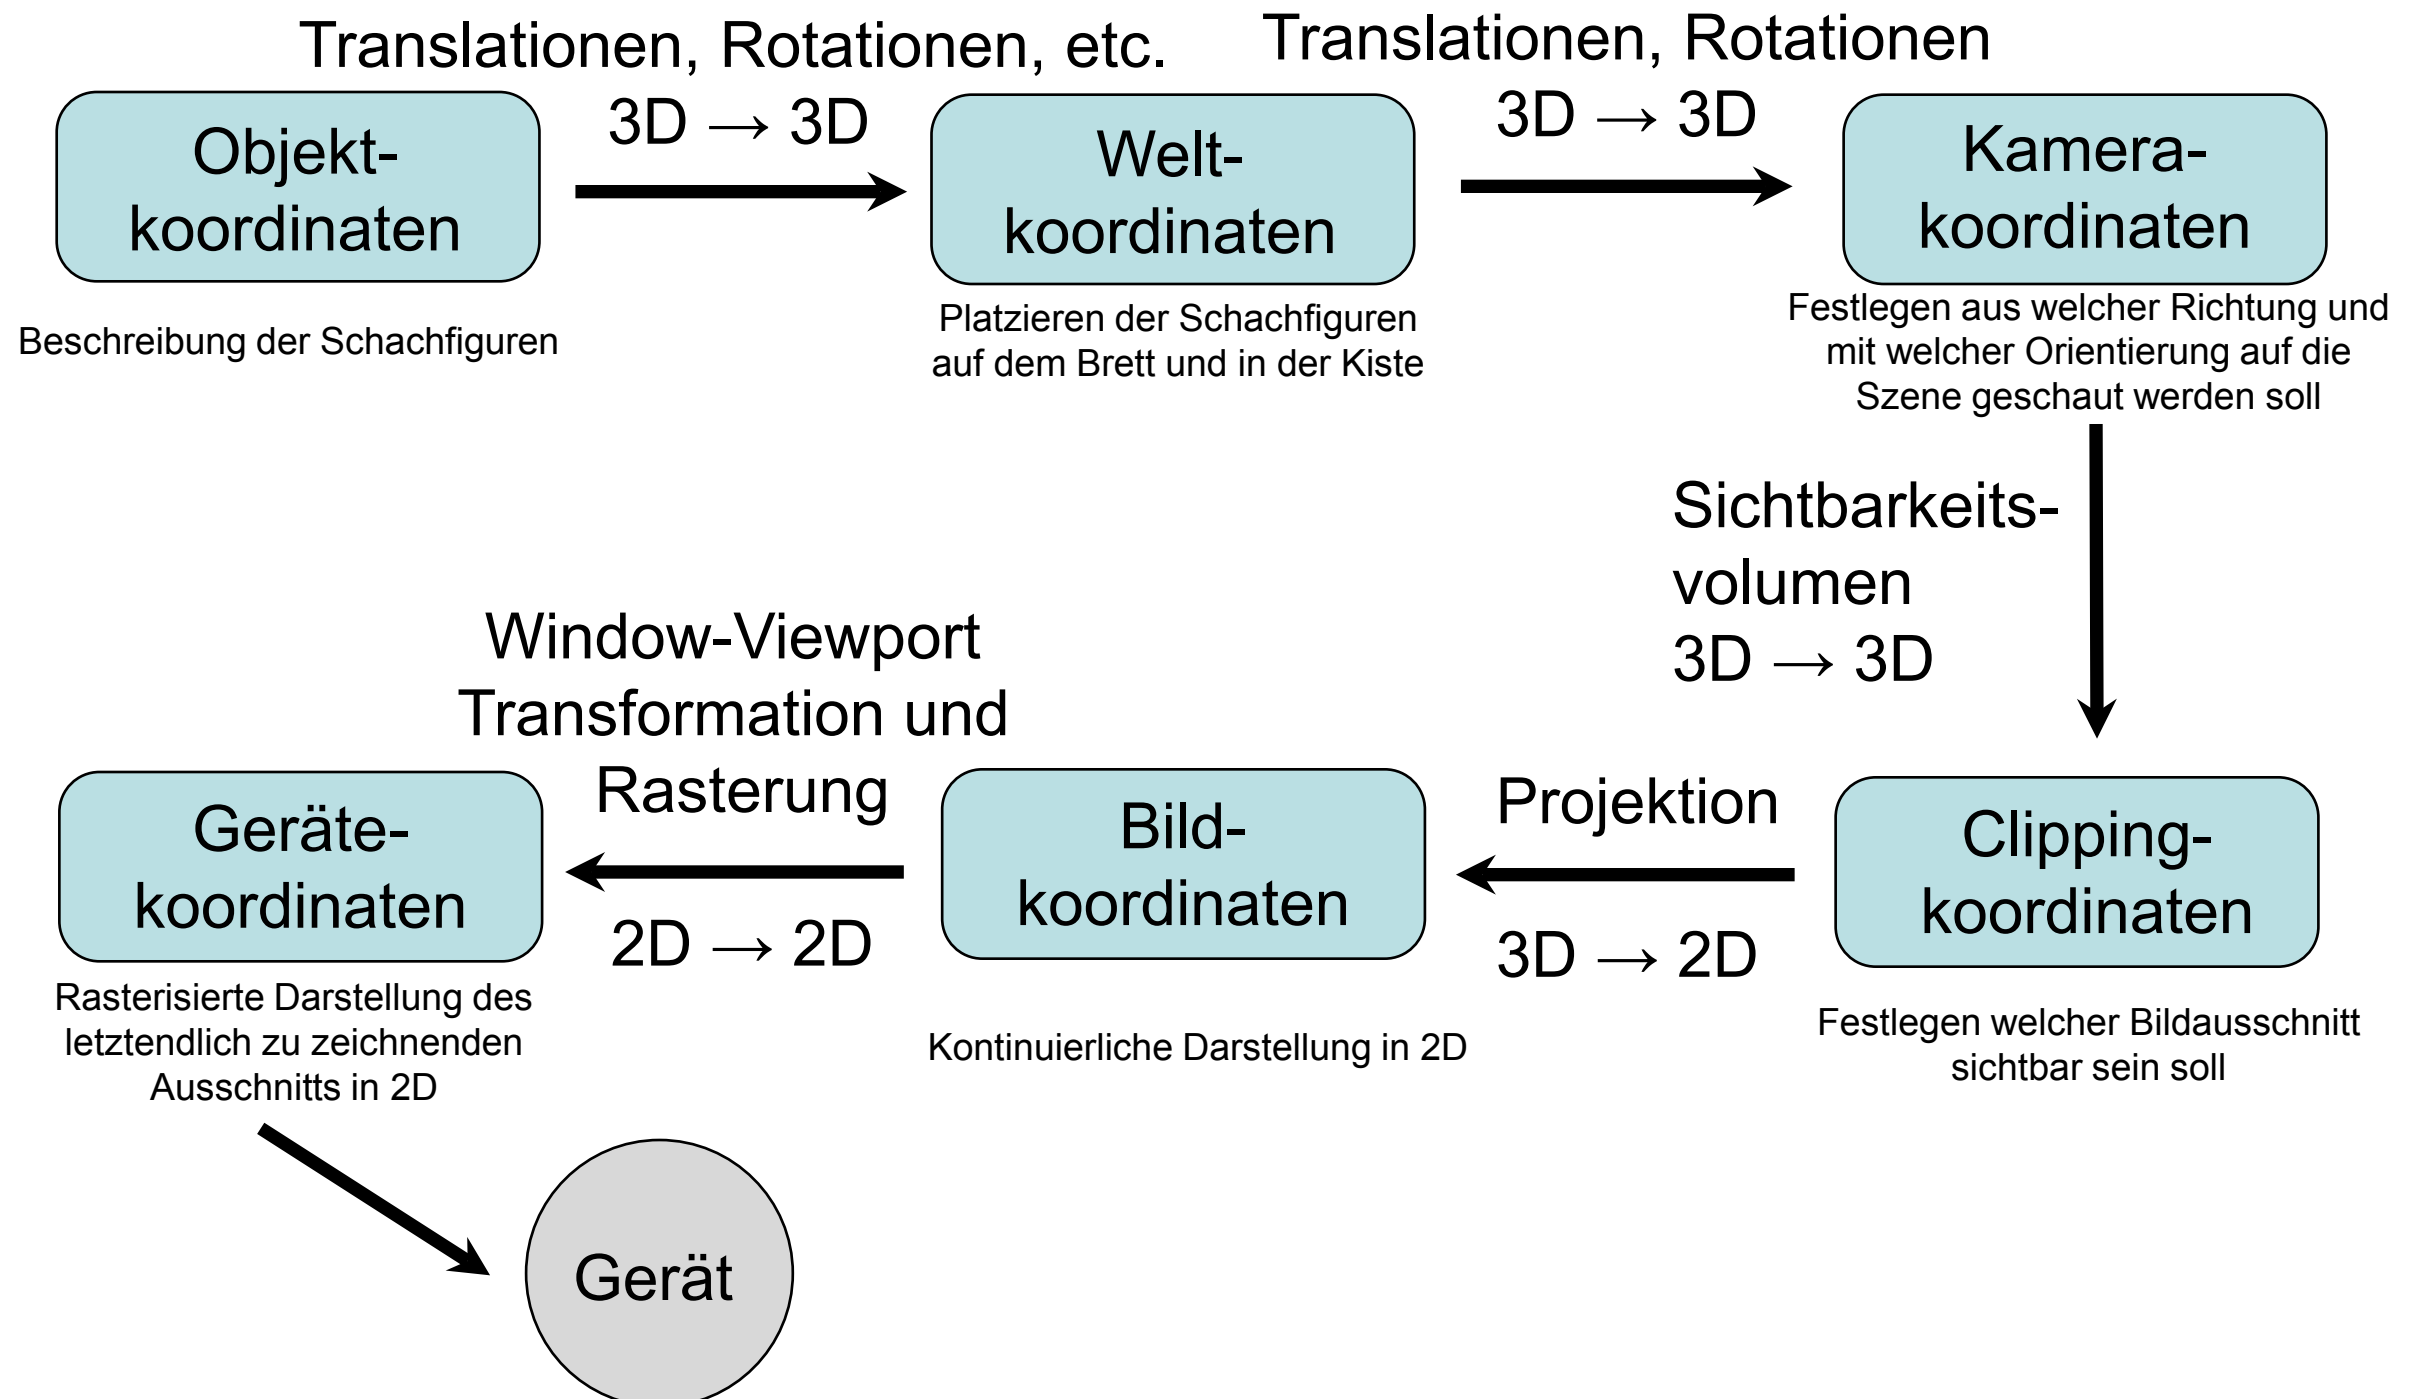 Translationen, Rotationen, etc.
3D → 3D
Translationen, Rotationen
3D → 3D
Objekt-
koordinaten
Welt-
koordinaten
Kamera-
koordinaten
Beschreibung der Schachfiguren
Platzieren der Schachfiguren
auf dem Brett und in der Kiste
Festlegen aus welcher Richtung und
mit welcher Orientierung auf die
Szene geschaut werden soll
Sichtbarkeits-
volumen
3D → 3D
Clipping-
koordinaten
Festlegen welcher Bildausschnitt
sichtbar sein soll
Projektion
3D → 2D
Bild-
koordinaten
Kontinuierliche Darstellung in 2D
Window-Viewport
Transformation und
Rasterung
2D → 2D
Geräte-
koordinaten
Rasterisierte Darstellung des
letztendlich zu zeichnenden
Ausschnitts in 2D
Gerät